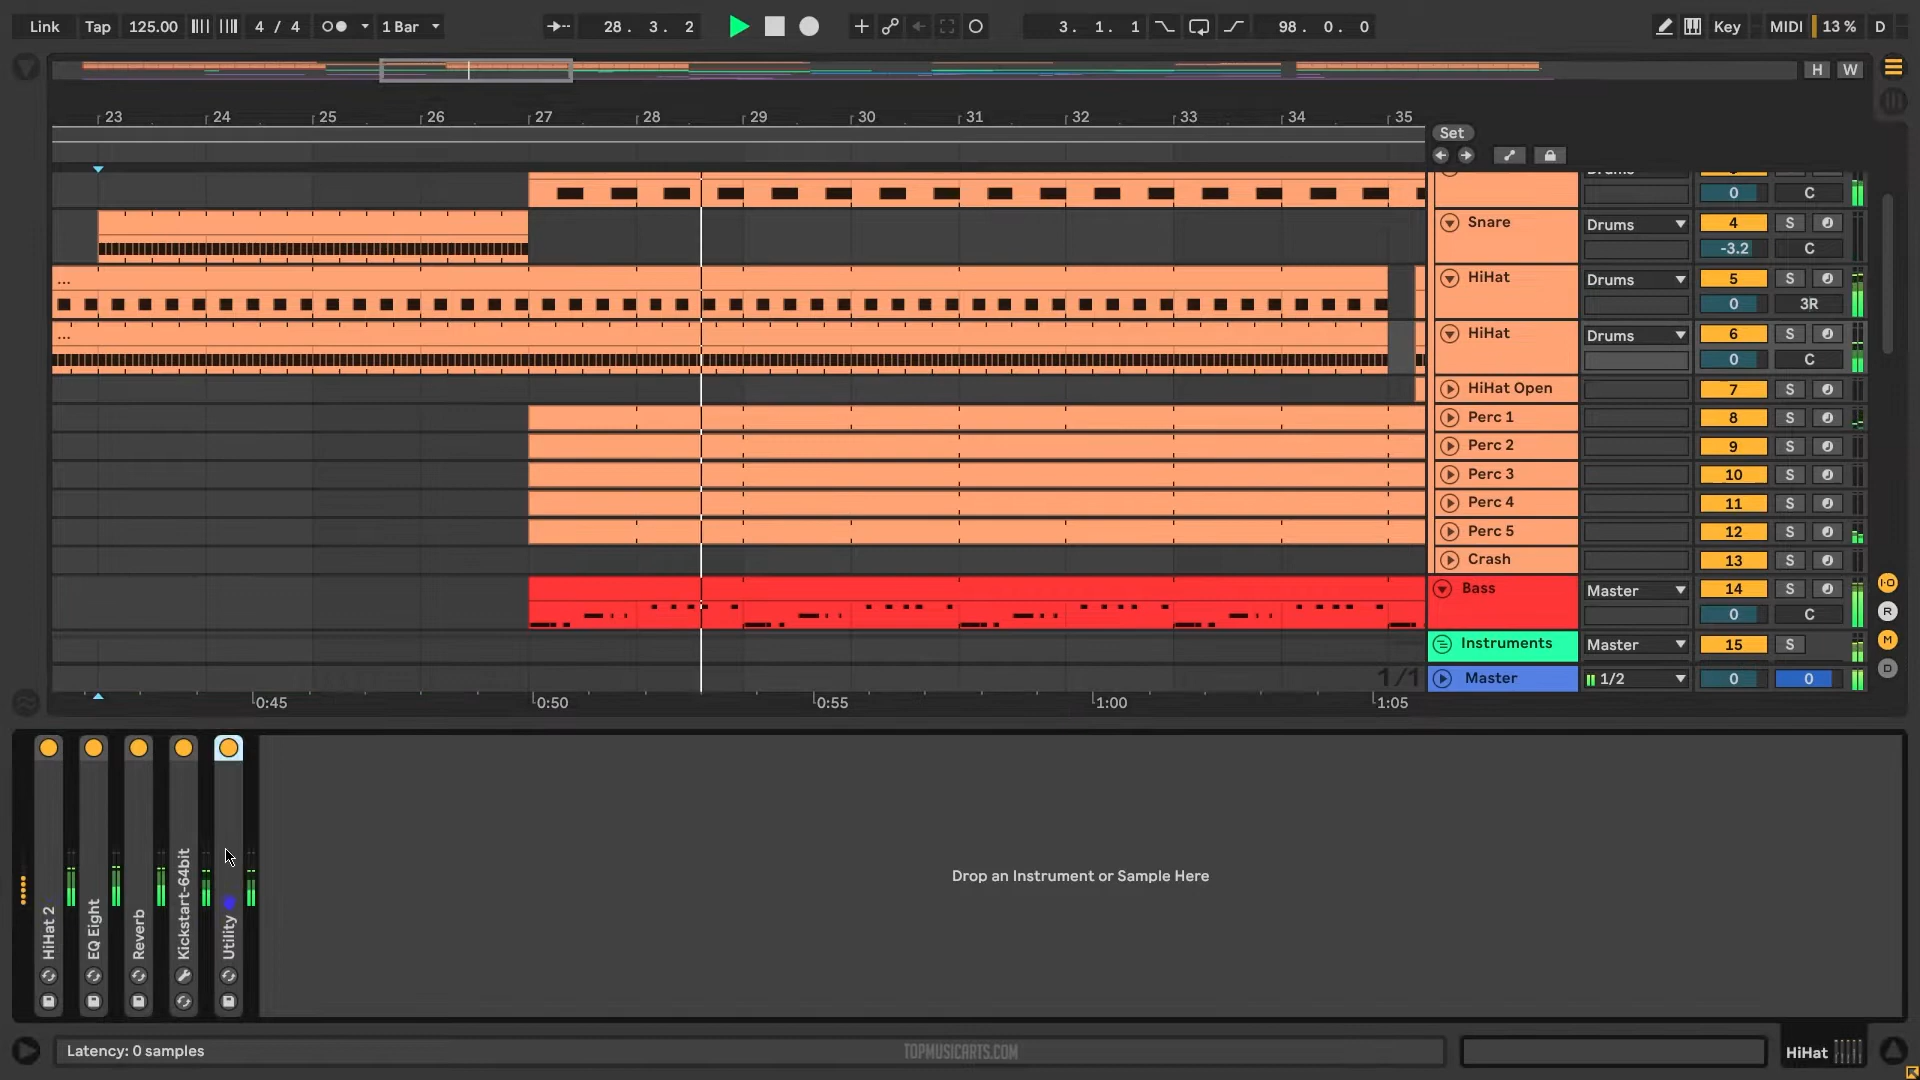 Link Tap 125.00 4 / 4 1 Bar 28. 3. 2 3. 1. 1 98. 0. 0 Key MIDI 13 % D
H W
23 24 25 26 27 28 29 30 31 32 33 34 35
Set
Drums
0 C
Snare Drums 4 S
-3.2 C
... HiHat Drums 5 S
0 3R
... HiHat Drums 6 S
0 C
HiHat Open 7 S
Perc 1 8 S
Perc 2 9 S
Perc 3 10 S
Perc 4 11 S
Perc 5 12 S
Crash 13 S
Bass Master 14 S
0 C
I·O
R
M
D
Instruments Master 15 S
1/1 Master 1/2 0 0
0:45 0:50 0:55 1:00 1:05
HiHat 2
EQ Eight
Reverb
Kickstart-64bit
Utility
Drop an Instrument or Sample Here
Latency: 0 samples
TOPMUSICARTS.COM
HiHat